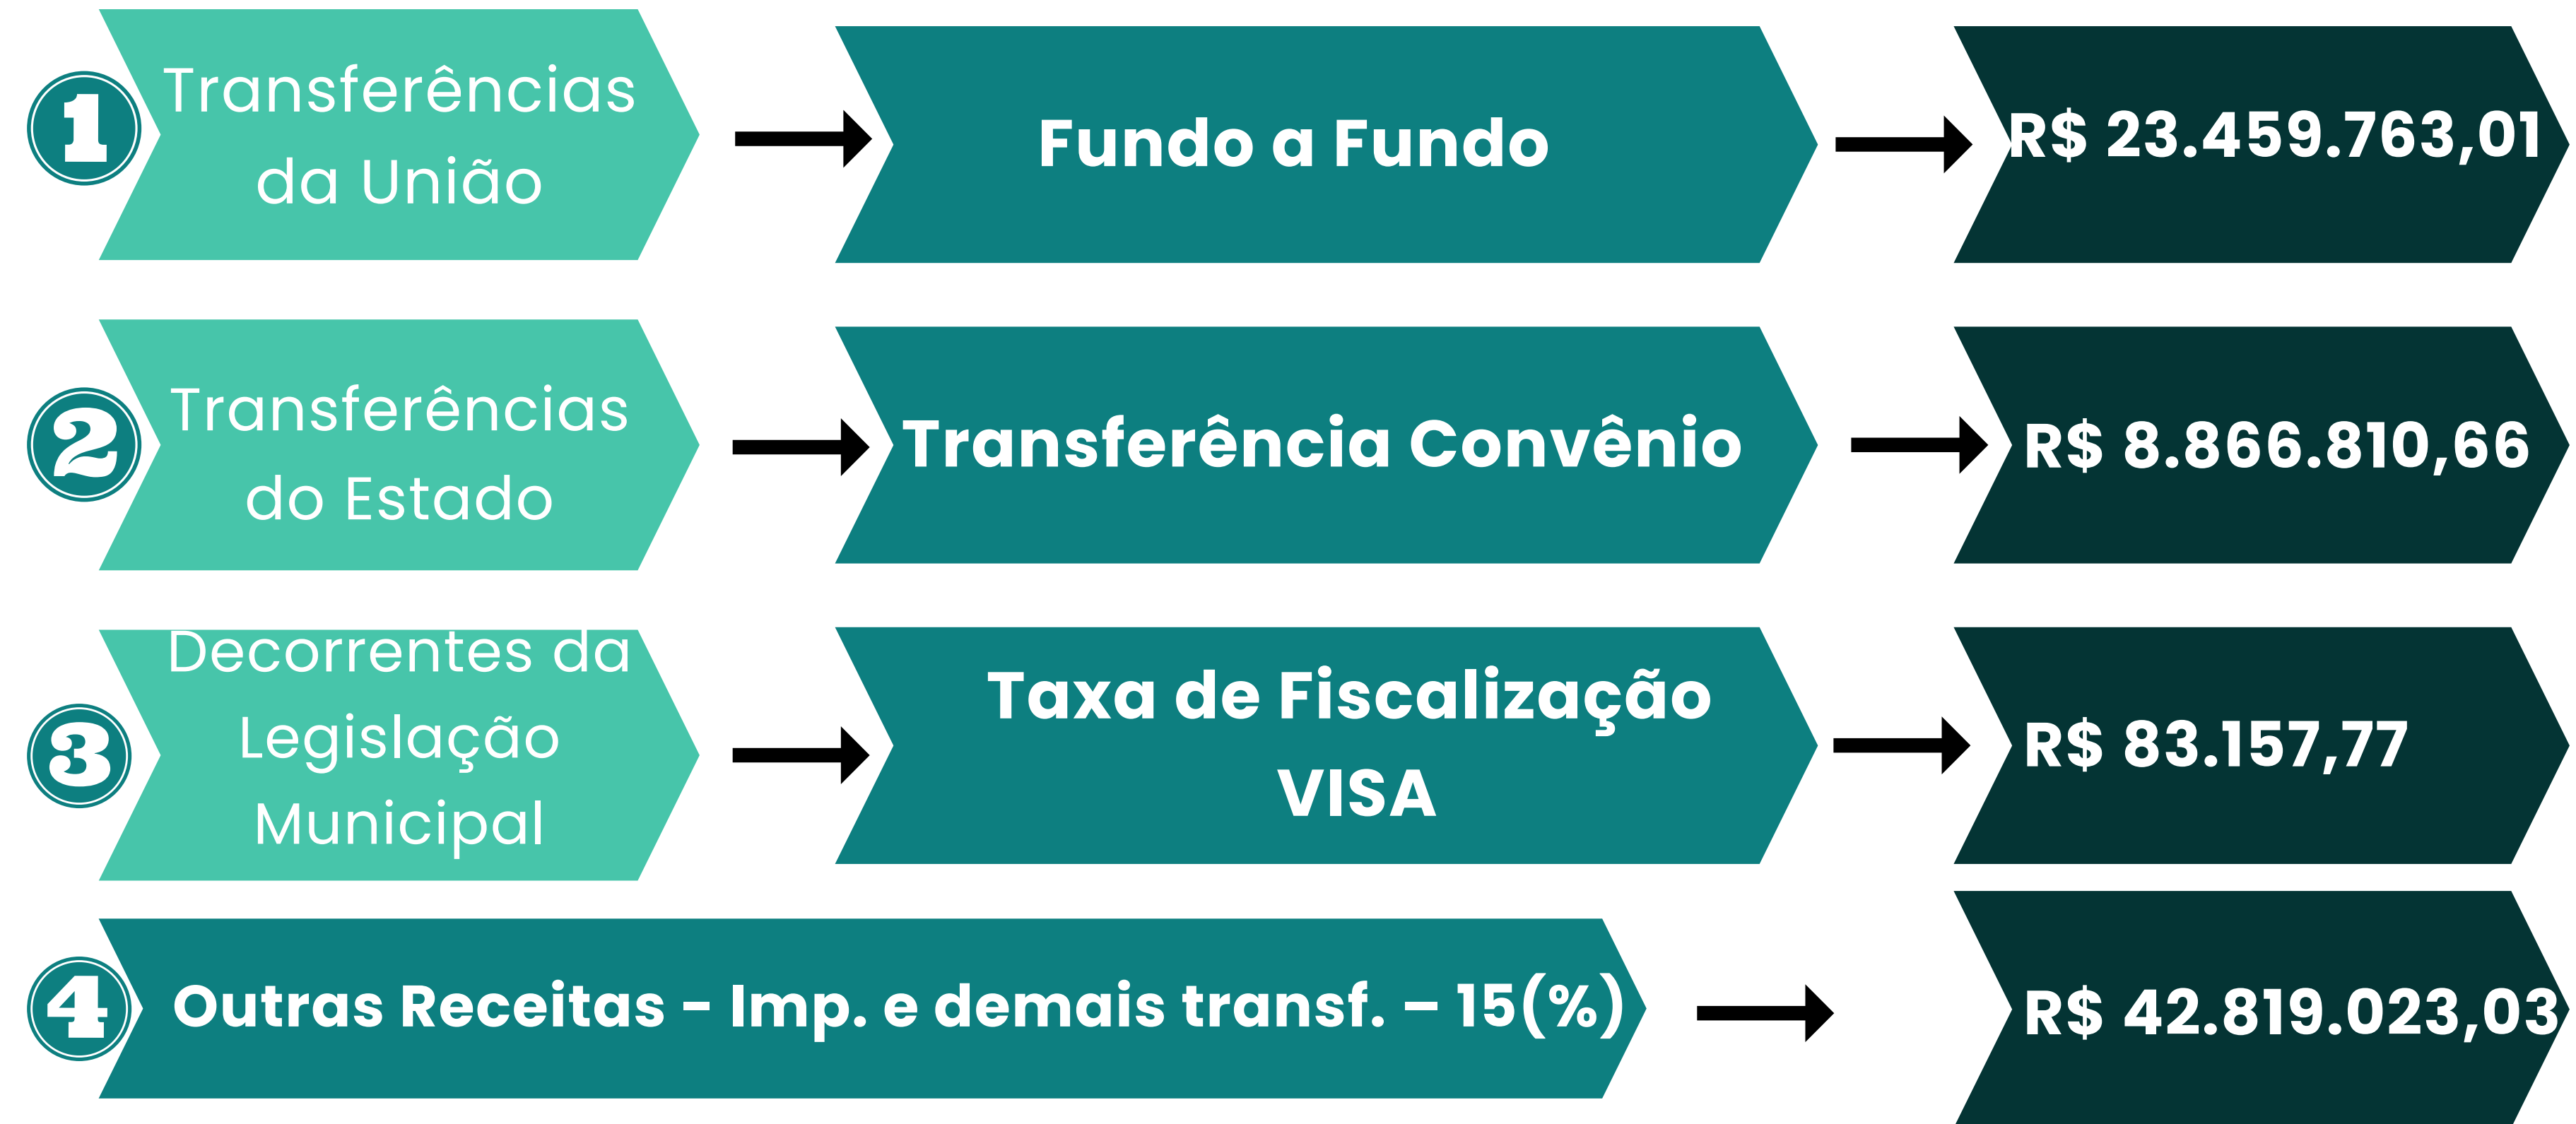 1
Transferências
da União
Fundo a Fundo
R$ 23.459.763,01
2
Transferências
do Estado
Transferência Convênio
R$ 8.866.810,66
3
Decorrentes da
Legislação
Municipal
Taxa de Fiscalização
VISA
R$ 83.157,77
4
Outras Receitas - Imp. e demais transf. – 15(%)
R$ 42.819.023,03